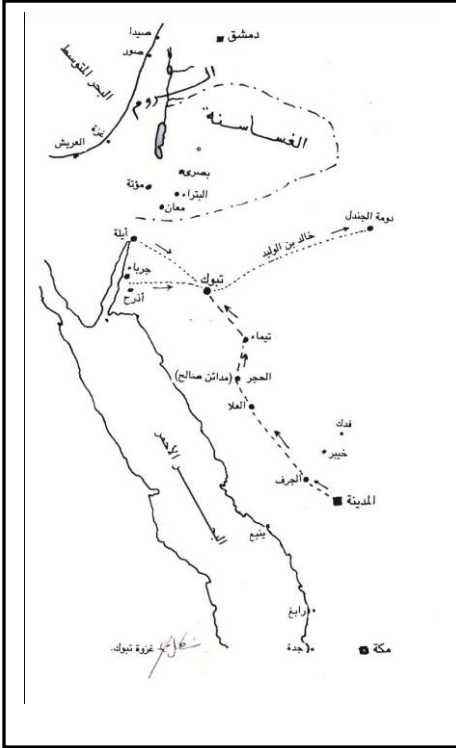 صيدا
دمشق
صور
البحر المتوسط
الروم
الغساسنة
غزة
العريش
بصرى
مؤتة
البتراء
معان
دومة الجندل
خالد بن الوليد
أيلة
جرباء
تبوك
أذرح
تيماء
الحجر (مدائن صالح)
العلا
فدك
خيبر
الجرف
المدينة
البحر الأحمر
ينبع
رابغ
مكة
جدة
غزوة تبوك.